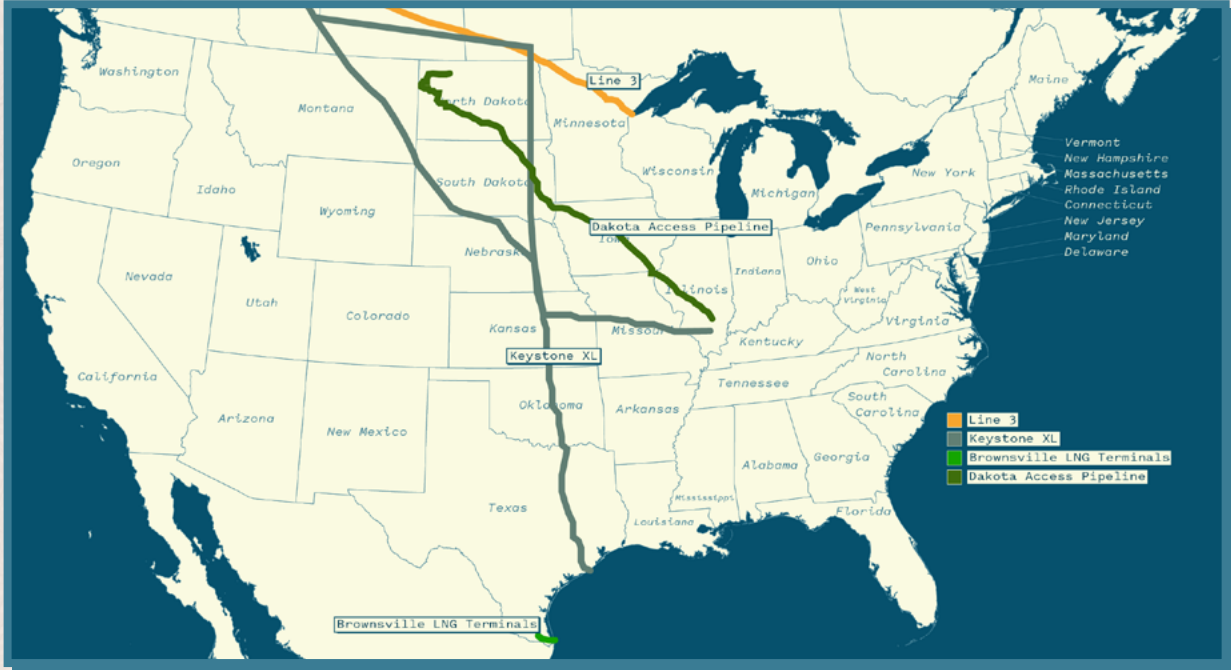 Line 3
Washington
Maine
Montana
North Dakota
Minnesota
Vermont
New Hampshire
Oregon
Wisconsin
New York
Massachusetts
Idaho
South Dakota
Michigan
Rhode Island
Connecticut
Wyoming
New Jersey
Dakota Access Pipeline
Pennsylvania
Maryland
Iowa
Nebraska
Delaware
Nevada
Indiana
Ohio
Utah
Illinois
West
Virginia
Colorado
Virginia
Kansas
Missouri
Kentucky
Keystone XL
North
Carolina
California
Tennessee
South
Carolina
Oklahoma
Arkansas
Arizona
New Mexico
Line 3
Keystone XL
Brownsville LNG Terminals
Dakota Access Pipeline
Alabama
Georgia
Mississippi
Texas
Louisiana
Florida
Brownsville LNG Terminals